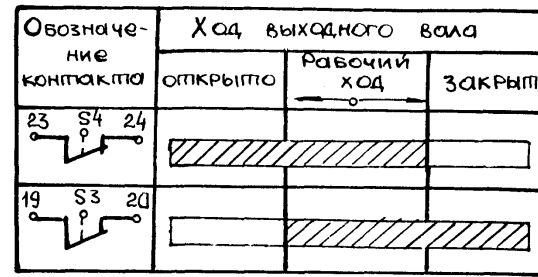 Обозначе-
ние
контакта
Ход выходного вала
открыто
Рабочий
ход
закрыт
23 S4 24
19 S3 20